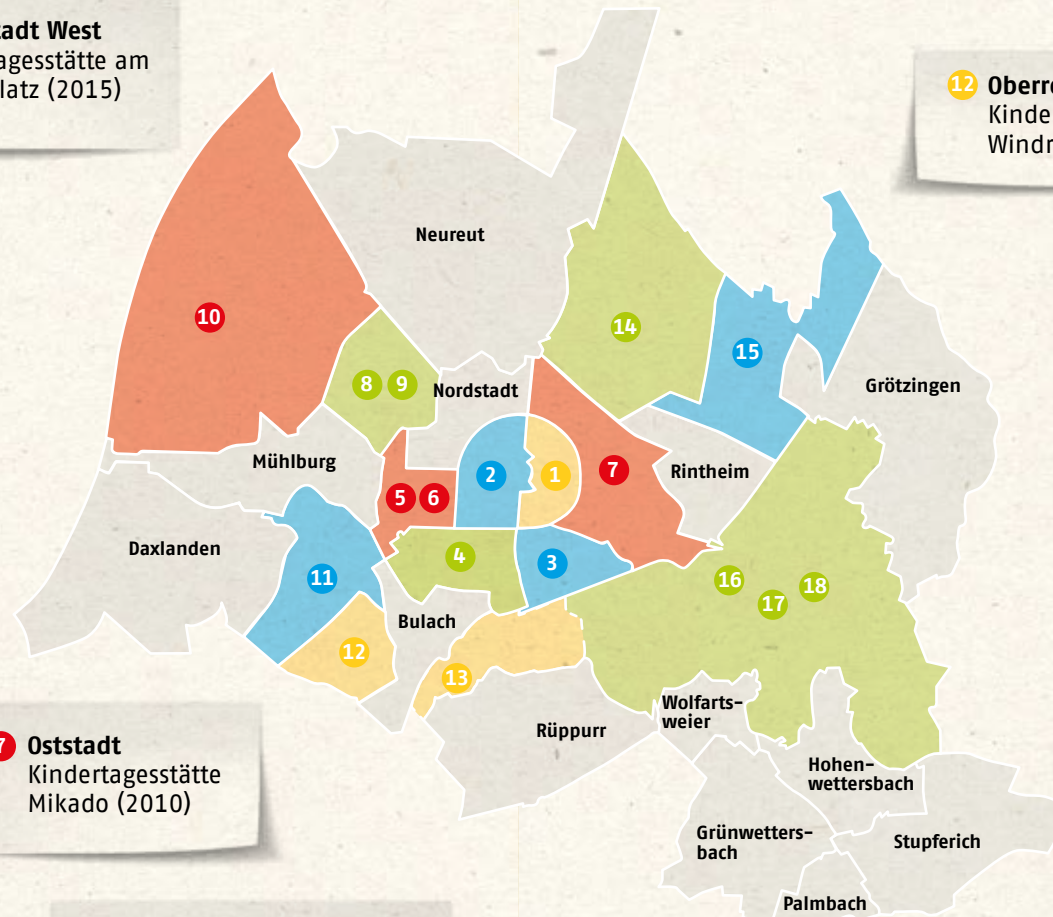 tadt West
agesstätte am
latz (2015)
12 Oberr
Kinde
Windr
Neureut
10
14
15
8 9
Nordstadt
Grötzingen
Mühlburg
2
1
7
Rintheim
5 6
Daxlanden
4
3
11
16
17
18
Bulach
12
13
Wolfarts-
weier
Rüppurr
7 Oststadt
Kindertagesstätte
Mikado (2010)
Hohen-
wettersbach
Grünwetters-
bach
Stupferich
Palmbach